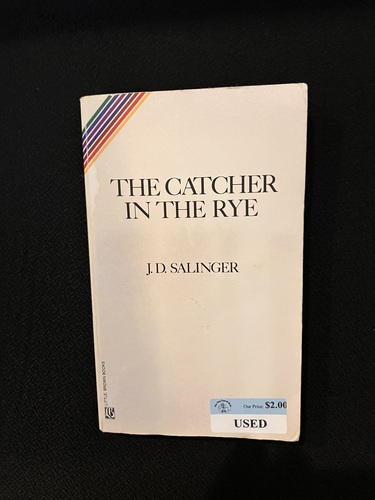 THE CATCHER
IN THE RYE
J.D. SALINGER
LITTLE, BROWN BOOKS
Our Price: $2.00
USED